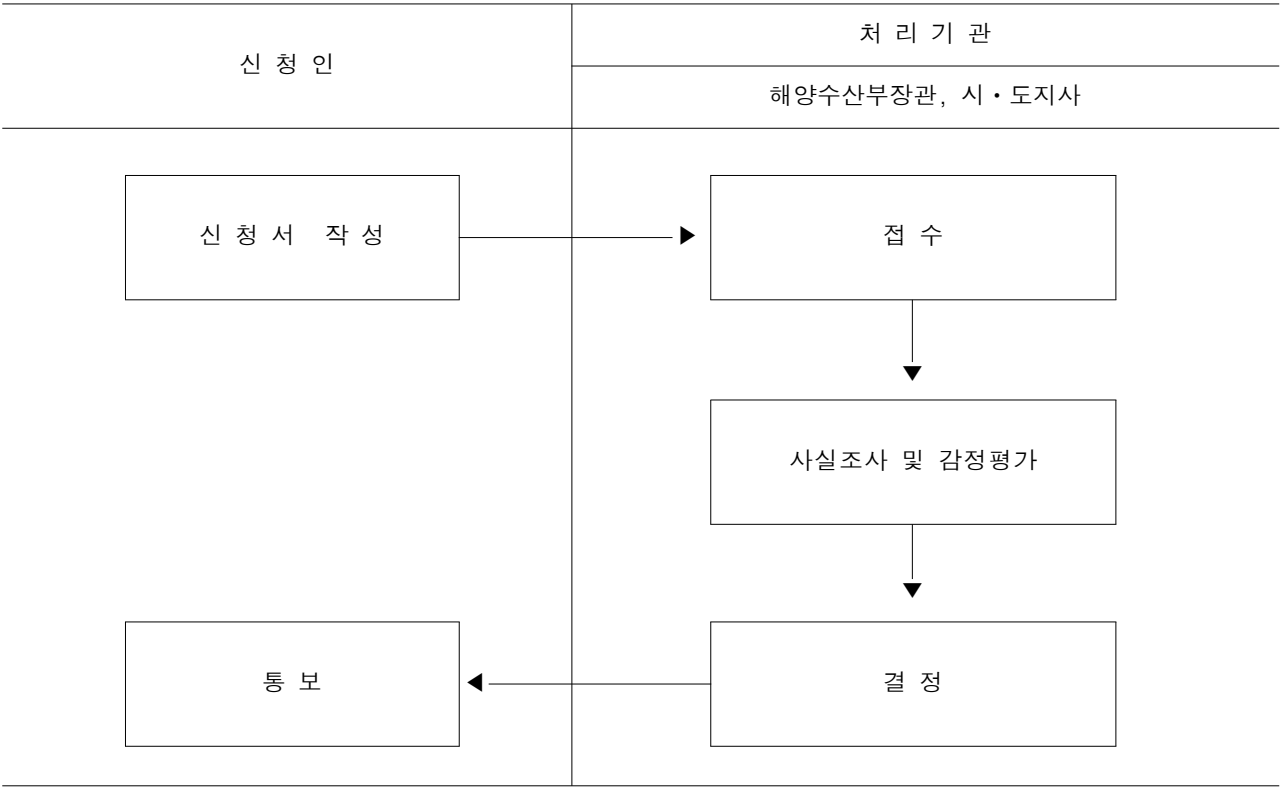 신 청 인
처 리 기 관
해양수산부장관, 시·도지사
신 청 서 작 성
접 수
사실조사 및 감정평가
통 보
결 정